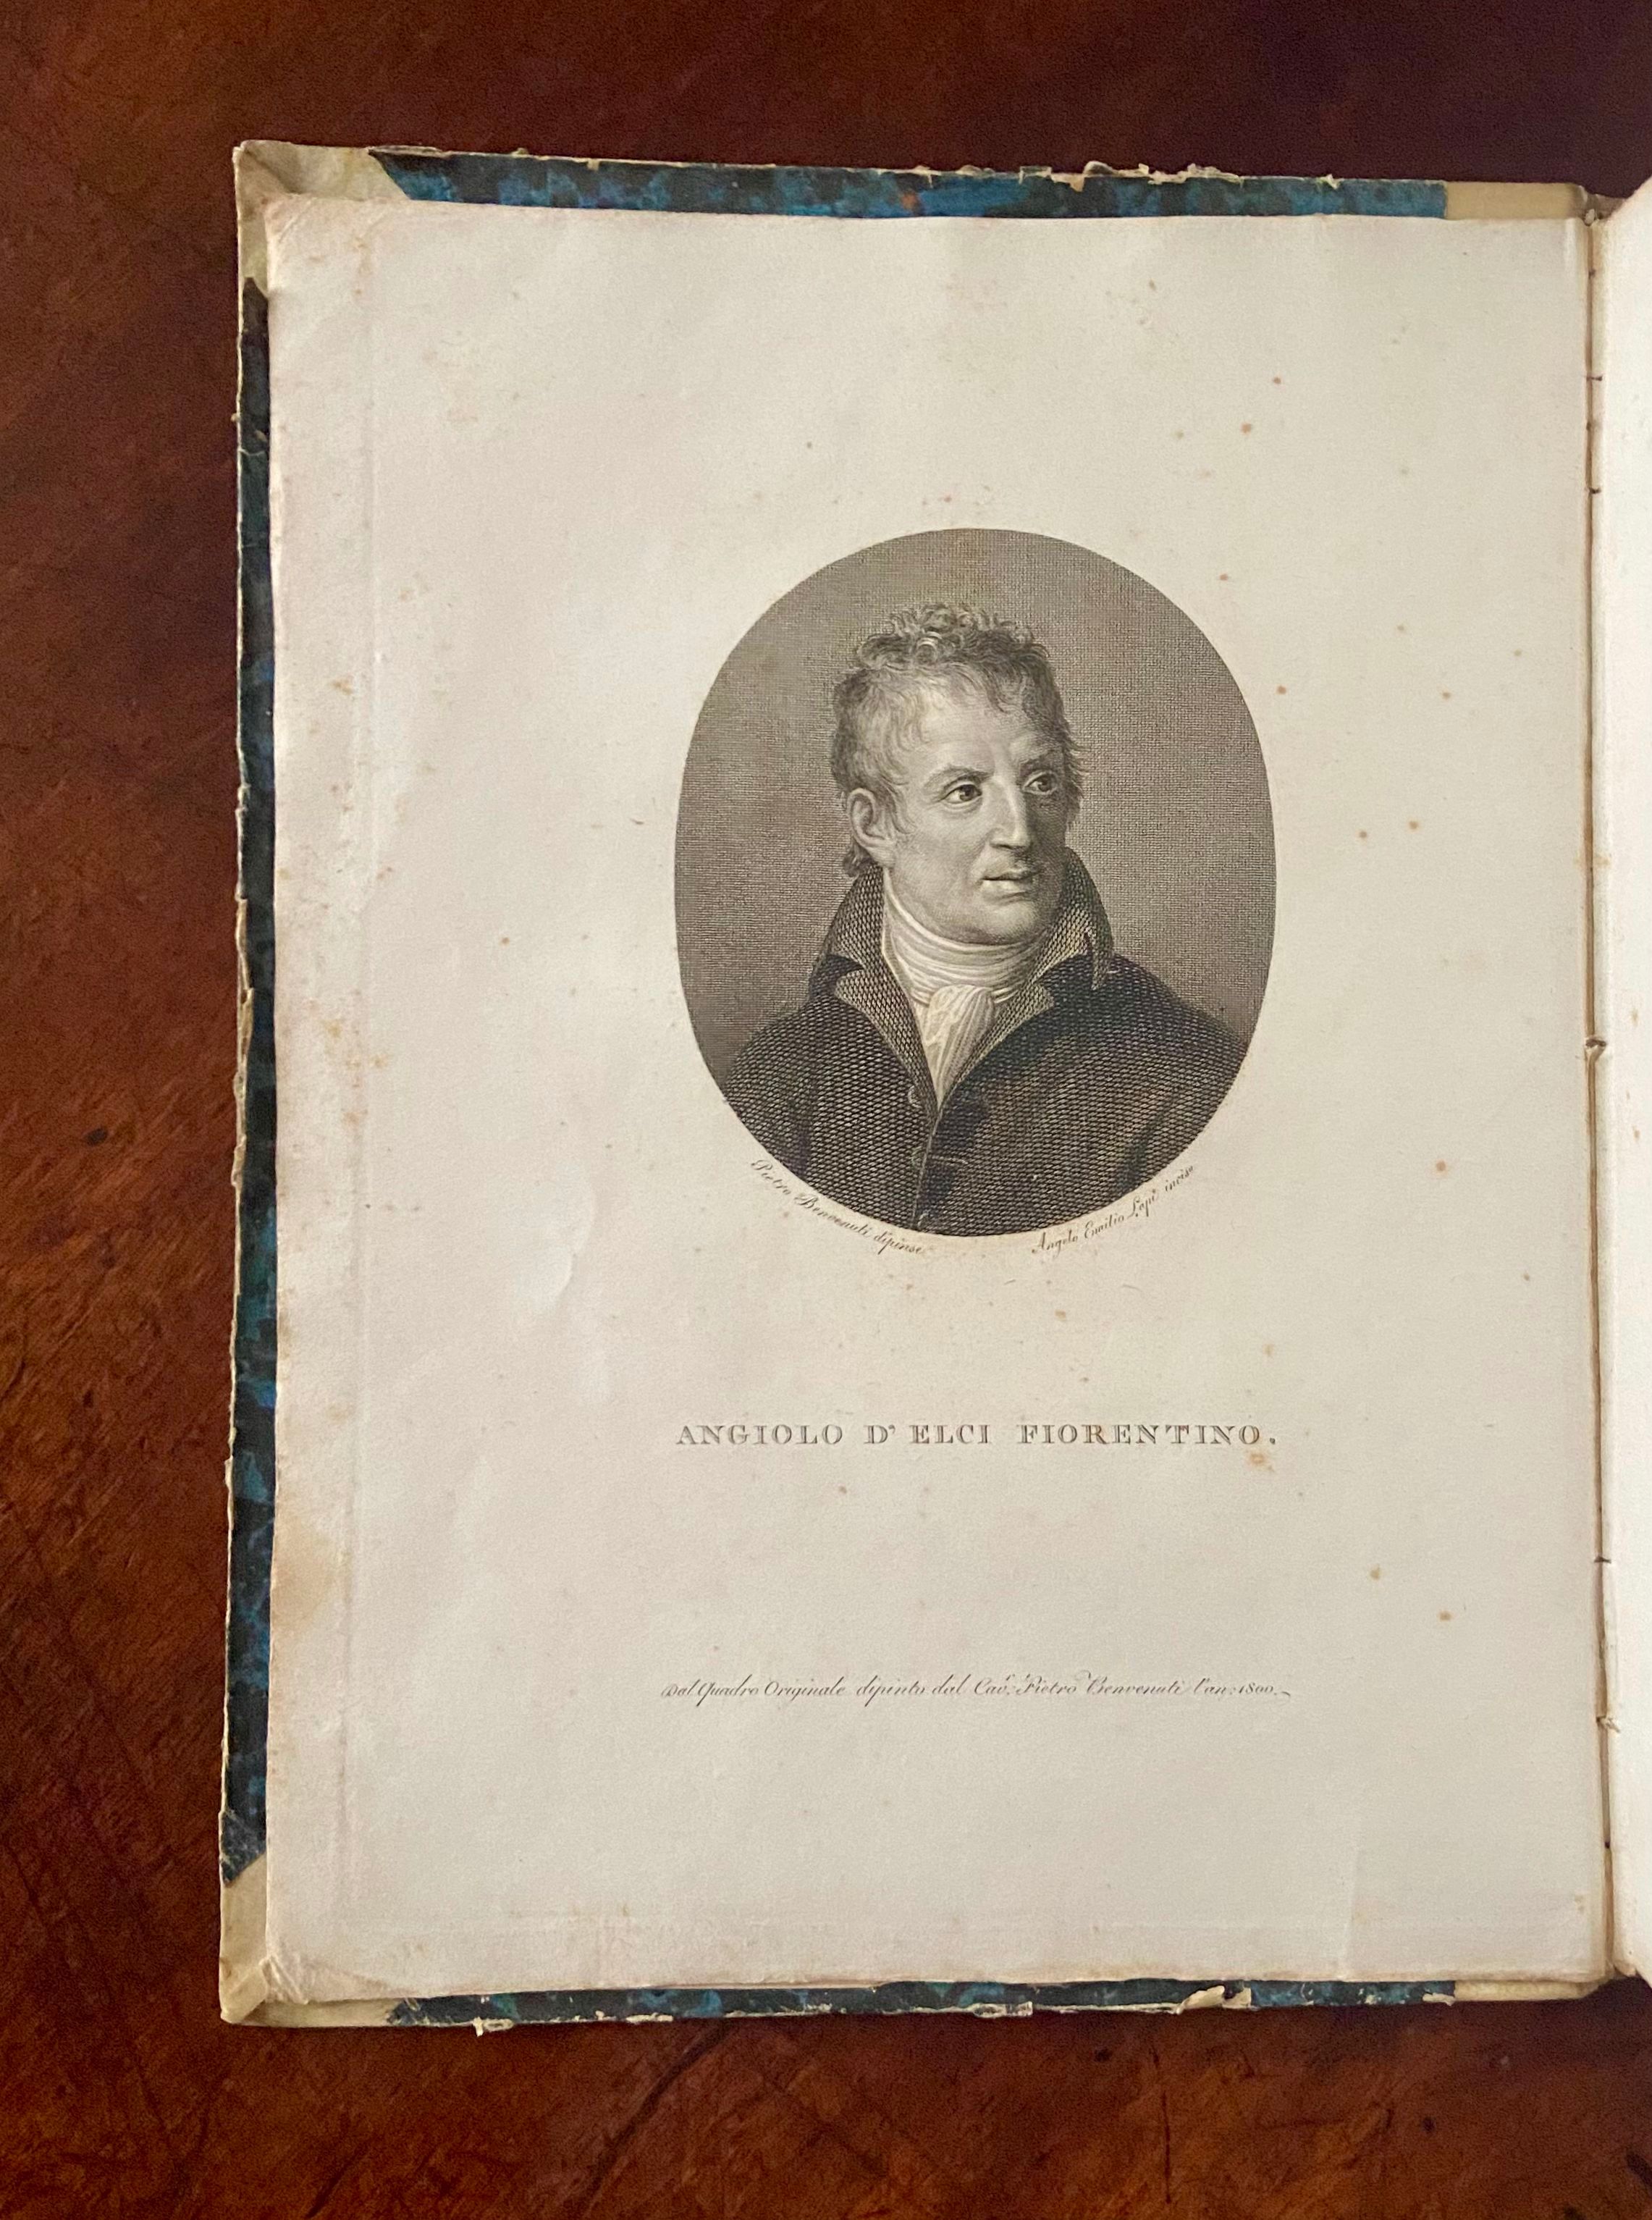 Pietro Benvenuti dipinse
Angelo Emilio Lapi incise
ANGIOLO D' ELCI FIORENTINO.
Dal Quadro Originale dipinto dal Cav.ʳ Pietro Benvenuti l'an: 1800.